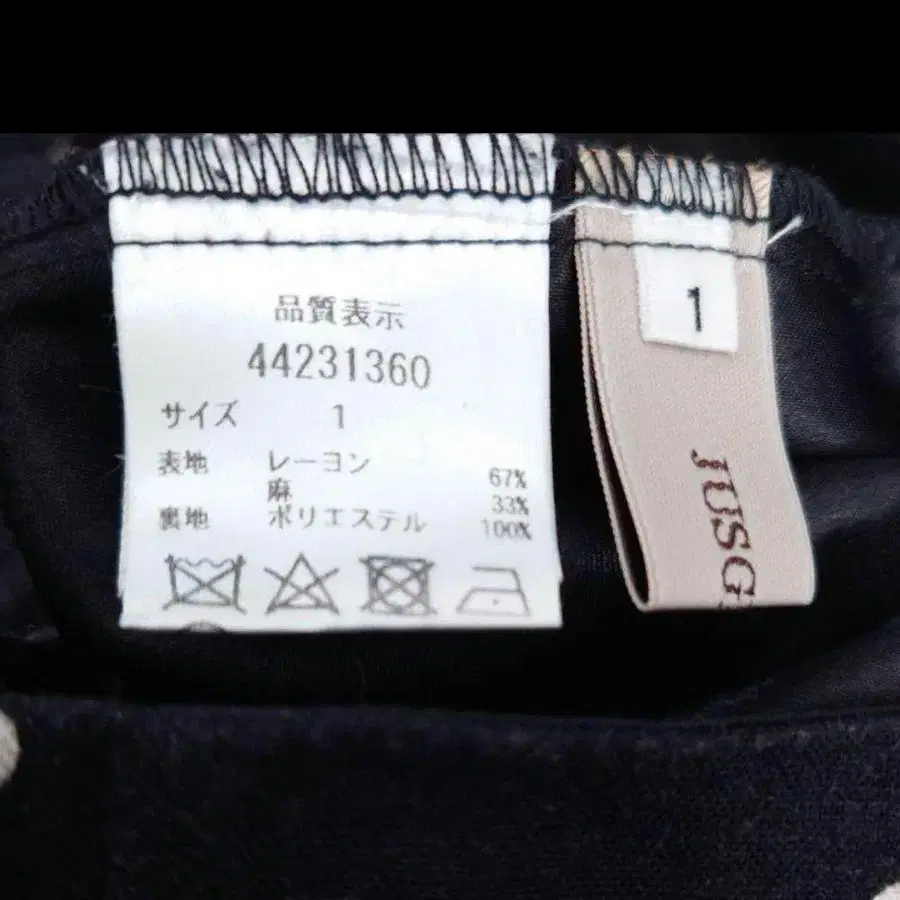 品質表示
44231360
サイズ 1
表地 レーヨン 67%
麻 33%
裏地 ポリエステル 100%
1
JUSG